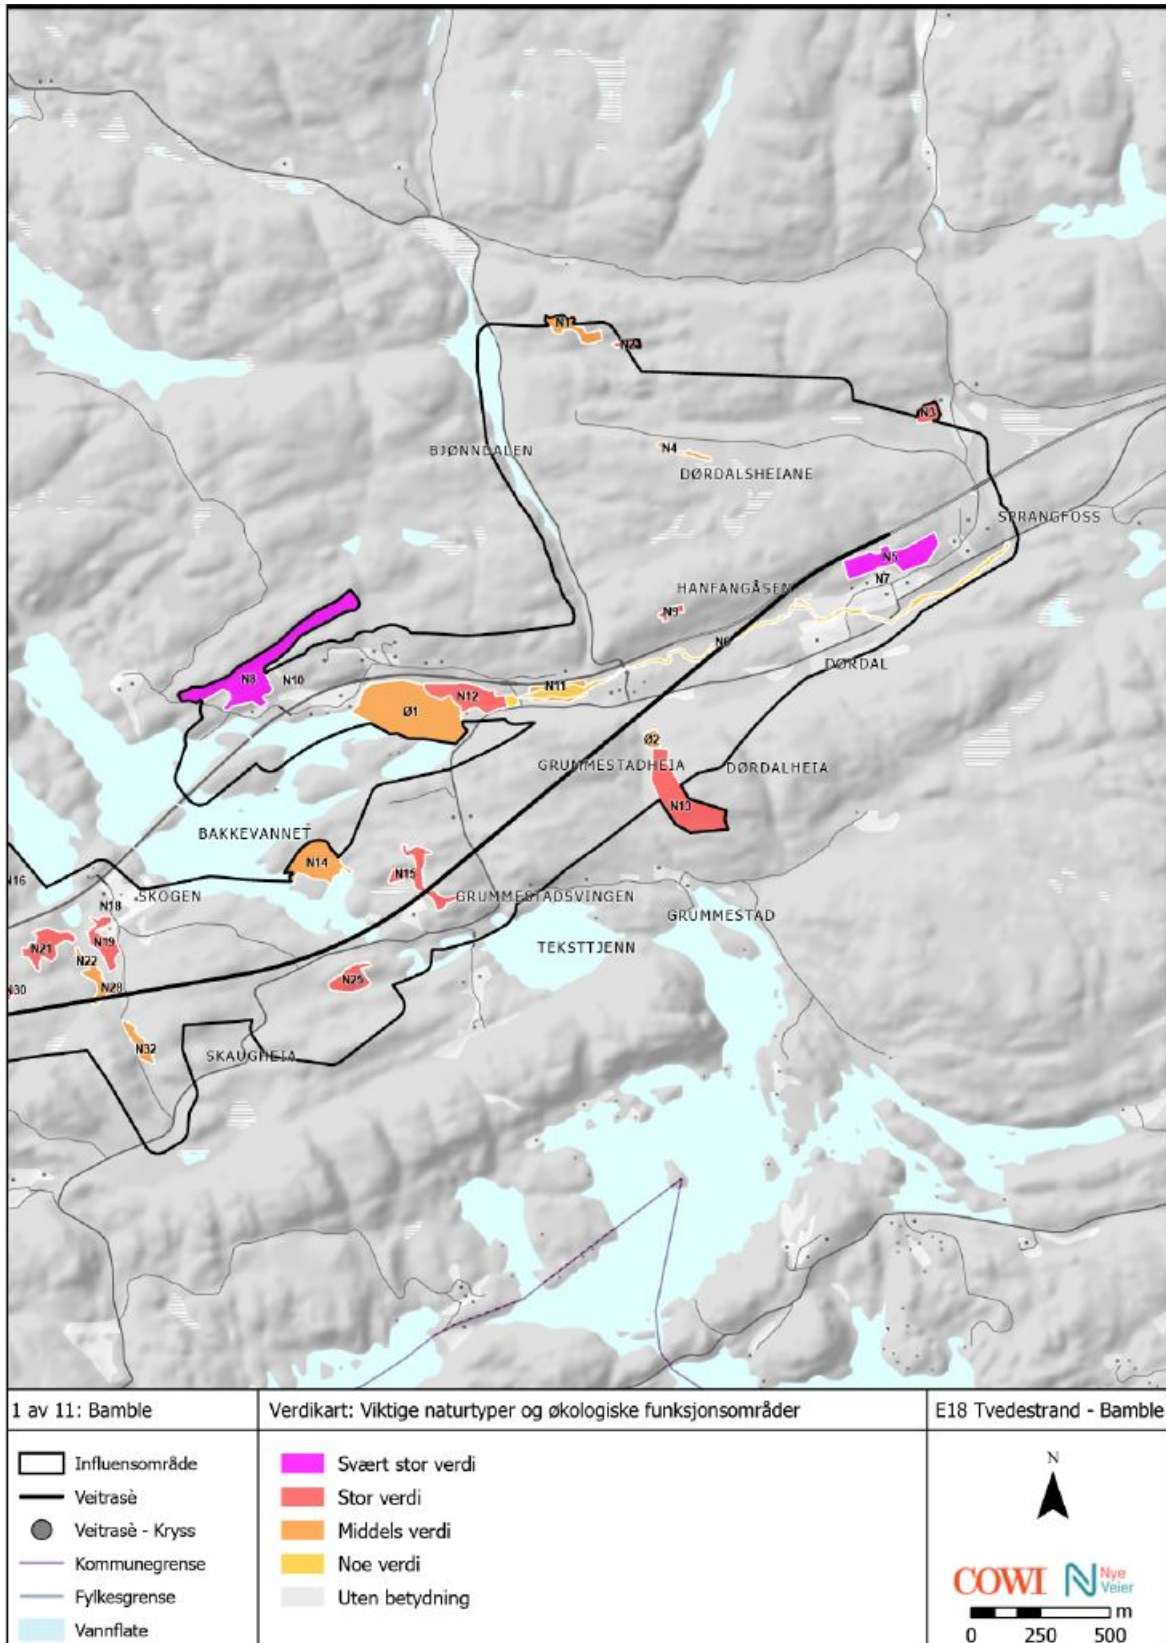 N12
N3
BJØNNDALEN
N4
DØRDALSHEIANE
SPRANGFOSS
N5
N7
HANFANGÅSEN
N9
N6
DØRDAL
N8
N10
N11
N12
Ø1
Ø2
GRUMMESTADHEIA
DØRDALHEIA
N13
BAKKEVANNET
N14
N15
N16
SKOGEN
GRUMMESTADSVINGEN
N18
GRUMMESTAD
N19
N21
TEKSTTJENN
N22
N25
N28
N30
N32
SKAUGHEIA
1 av 11: Bamble
Verdikart: Viktige naturtyper og økologiske funksjonsområder
E18 Tvedestrand - Bamble
Influensområde
Veitrasè
Veitrasè - Kryss
Kommunegrense
Fylkesgrense
Vannflate
Svært stor verdi
Stor verdi
Middels verdi
Noe verdi
Uten betydning
N
COWI
Nye
Veier
m
0 250 500